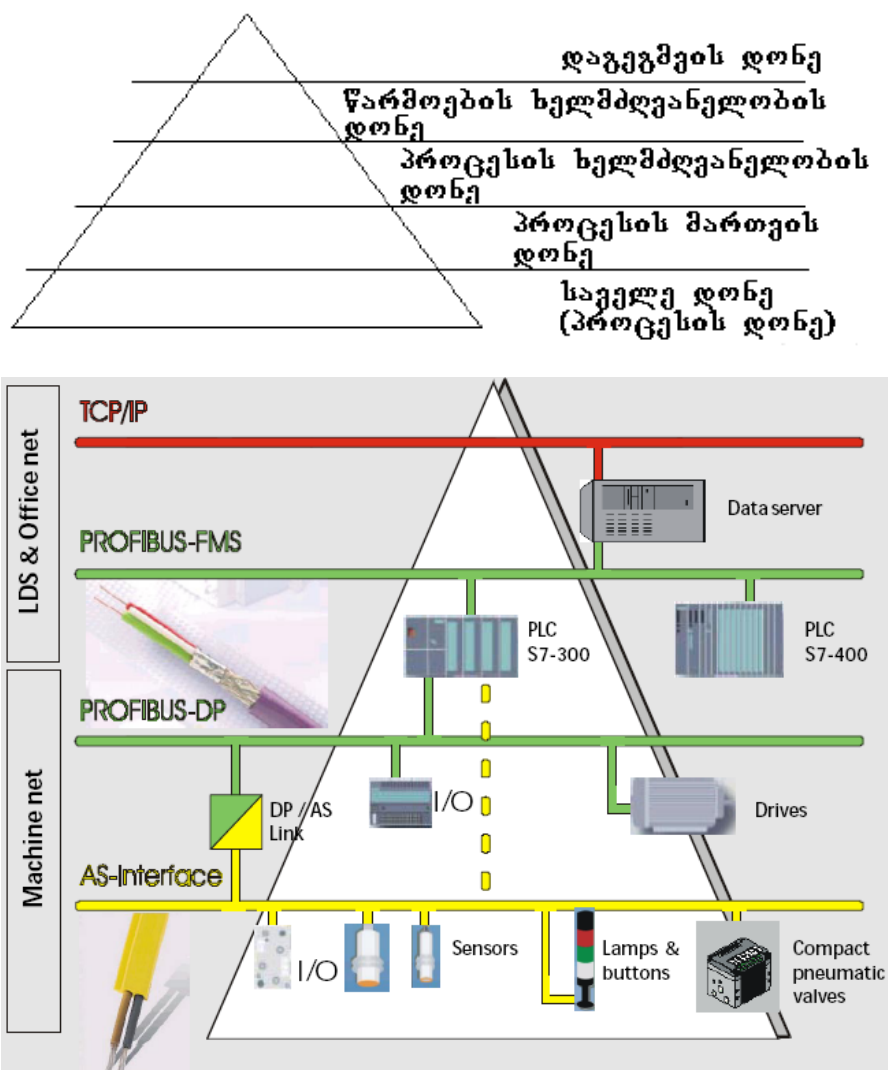 დაგეგმვის დონე
წარმოების ხელმძღვანელობის
დონე
პროცესის ხელმძღვანელობის
დონე
პროცესის მართვის
დონე
საველე დონე
(პროცესის დონე)
LDS & Office net
TCP/IP
Data server
PROFIBUS-FMS
PLC
S7-300
PLC
S7-400
Machine net
PROFIBUS-DP
DP / AS
Link
I/O
Drives
AS-Interface
I/O
Sensors
Lamps &
buttons
Compact
pneumatic
valves